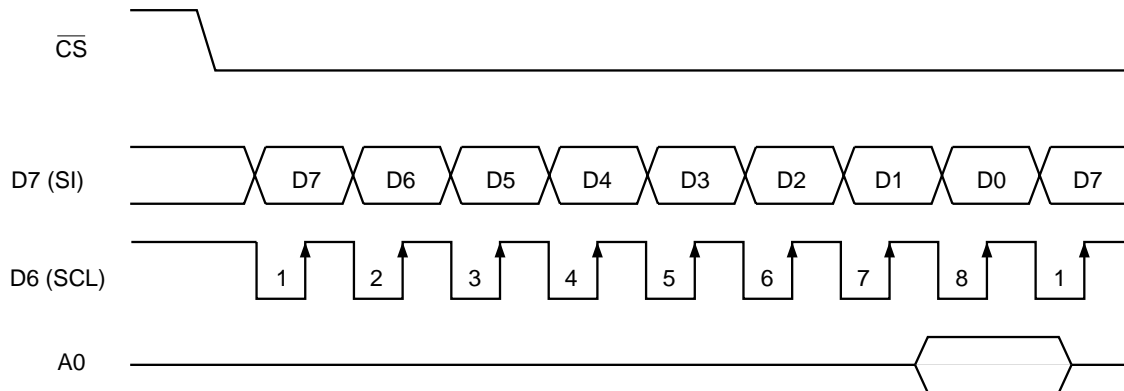 CS
D7 (SI)
D7 D6 D5 D4 D3 D2 D1 D0 D7
D6 (SCL)
1 2 3 4 5 6 7 8 1
A0